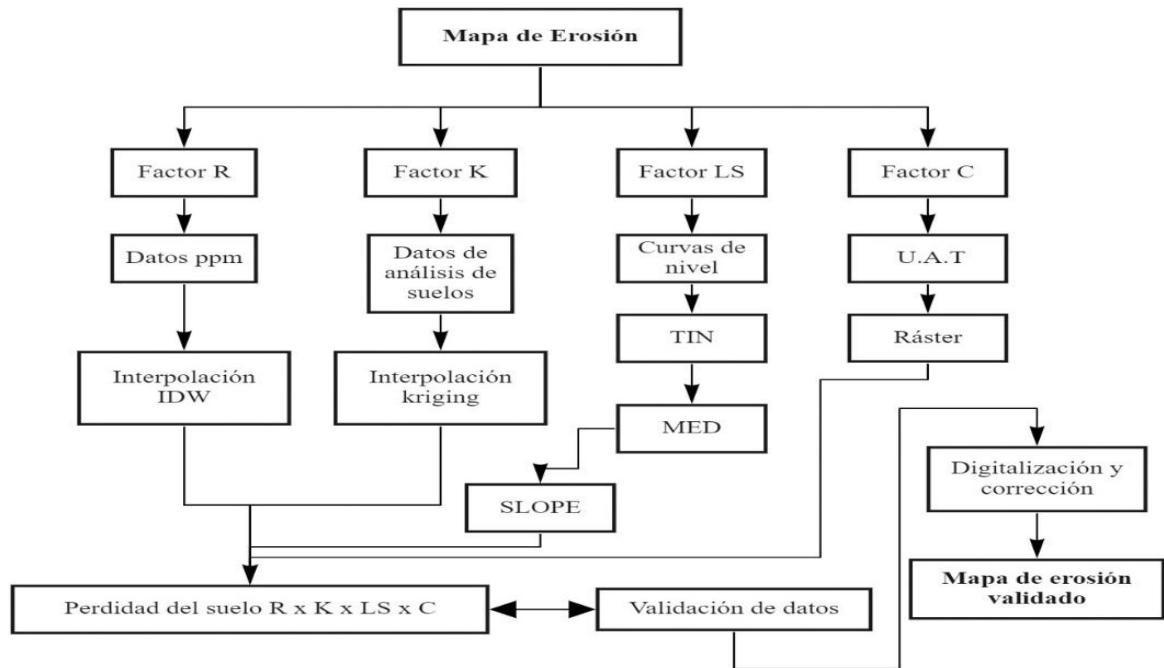 Mapa de Erosión
Factor R
Factor K
Factor LS
Factor C
Datos ppm
Datos de
análisis de
suelos
Curvas de
nivel
U.A.T
Interpolación
IDW
Interpolación
kriging
TIN
Ráster
MED
SLOPE
Digitalización y
corrección
Perdidad del suelo R x K x LS x C
Validación de datos
Mapa de erosión
validado